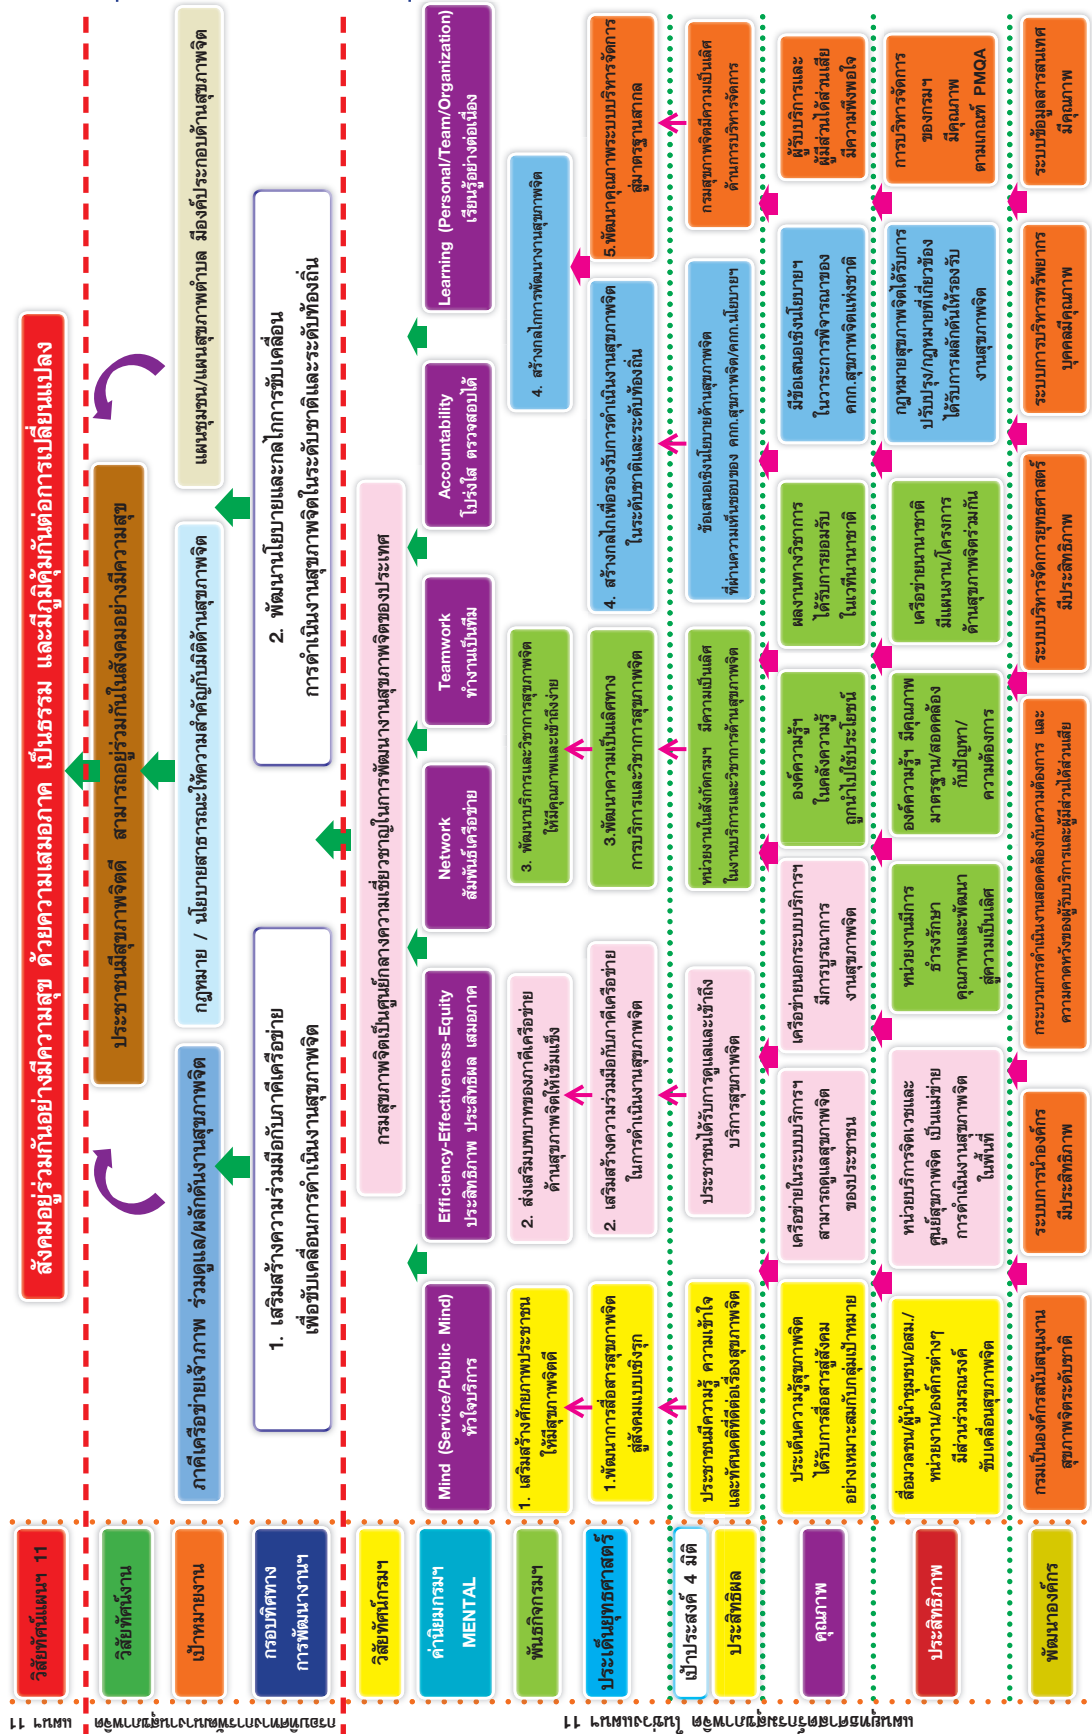 แผนฯ 11
วิสัยทัศน์แผนฯ 11
สังคมอยู่ร่วมกันอย่างมีความสุข ด้วยความเสมอภาค เป็นธรรม และมีภูมิคุ้มกันต่อการเปลี่ยนแปลง
กรอบทิศทางการพัฒนางานสุขภาพจิต
วิสัยทัศน์งาน
ประชาชนมีสุขภาพจิตดี สามารถอยู่ร่วมกันในสังคมอย่างมีความสุข
เป้าหมายงาน
ภาคีเครือข่ายเจ้าภาพ ร่วมดูแล/ผลักดันงานสุขภาพจิต
กฎหมาย / นโยบายสาธารณะให้ความสำคัญกับมิติด้านสุขภาพจิต
แผนชุมชน/แผนสุขภาพตำบล มีองค์ประกอบด้านสุขภาพจิต
กรอบทิศทาง
การพัฒนางานฯ
1. เสริมสร้างความร่วมมือกับภาคีเครือข่าย
เพื่อขับเคลื่อนการดำเนินงานสุขภาพจิต
2. พัฒนานโยบายและกลไกการขับเคลื่อน
การดำเนินงานสุขภาพจิตในระดับชาติและระดับท้องถิ่น
แผนยุทธศาสตร์กรมสุขภาพจิต ในช่วงแผนฯ 11
วิสัยทัศน์กรมฯ
กรมสุขภาพจิตเป็นศูนย์กลางความเชี่ยวชาญในการพัฒนางานสุขภาพจิตของประเทศ
ค่านิยมกรมฯ
MENTAL
Mind (Service/Public Mind)
หัวใจบริการ
Efficiency-Effectiveness-Equity
ประสิทธิภาพ ประสิทธิผล เสมอภาค
Network
สัมพันธ์เครือข่าย
Teamwork
ทำงานเป็นทีม
Accountability
โปร่งใส ตรวจสอบได้
Learning (Personal/Team/Organization)
เรียนรู้อย่างต่อเนื่อง
พันธกิจกรมฯ
1. เสริมสร้างศักยภาพประชาชน
ให้มีสุขภาพจิตดี
2. ส่งเสริมบทบาทของภาคีเครือข่าย
ด้านสุขภาพจิตให้เข้มแข็ง
3. พัฒนาบริการและวิชาการสุขภาพจิต
ให้มีคุณภาพและเข้าถึงง่าย
4. สร้างกลไกการพัฒนางานสุขภาพจิต
ประเด็นยุทธศาสตร์
1.พัฒนาการสื่อสารสุขภาพจิต
สู่สังคมแบบเชิงรุก
2. เสริมสร้างความร่วมมือกับภาคีเครือข่าย
ในการดำเนินงานสุขภาพจิต
3.พัฒนาความเป็นเลิศทาง
การบริการและวิชาการสุขภาพจิต
4. สร้างกลไกเพื่อรองรับการดำเนินงานสุขภาพจิต
ในระดับชาติและระดับท้องถิ่น
5.พัฒนาคุณภาพระบบบริหารจัดการ
สู่มาตรฐานสากล
เป้าประสงค์ 4 มิติ
ประสิทธิผล
ประชาชนมีความรู้ ความเข้าใจ
และทัศนคติที่ดีต่อเรื่องสุขภาพจิต
ประชาชนได้รับการดูแลและเข้าถึง
บริการสุขภาพจิต
หน่วยงานในสังกัดกรมฯ มีความเป็นเลิศ
ในงานบริการและวิชาการด้านสุขภาพจิต
ข้อเสนอเชิงนโยบายด้านสุขภาพจิต
ที่ผ่านความเห็นชอบของ คกก.สุขภาพจิต/คกก.นโยบายฯ
กรมสุขภาพจิตมีความเป็นเลิศ
ด้านการบริหารจัดการ
คุณภาพ
ประเด็นความรู้สุขภาพจิต
ได้รับการสื่อสารสู่สังคม
อย่างเหมาะสมกับกลุ่มเป้าหมาย
เครือข่ายในระบบบริการฯ
สามารถดูแลสุขภาพจิต
ของประชาชน
เครือข่ายนอกระบบบริการฯ
มีการบูรณาการ
งานสุขภาพจิต
องค์ความรู้ฯ
ในคลังความรู้
ถูกนำไปใช้ประโยชน์
ผลงานทางวิชาการ
ได้รับการยอมรับ
ในเวทีนานาชาติ
มีข้อเสนอเชิงนโยบายฯ
ในวาระการพิจารณาของ
คกก.สุขภาพจิตแห่งชาติ
ผู้รับบริการและ
ผู้มีส่วนได้ส่วนเสีย
มีความพึงพอใจ
ประสิทธิภาพ
สื่อมวลชน/ผู้นำชุมชน/อสม./
หน่วยงาน/องค์กรต่างๆ
มีส่วนร่วมรณรงค์
ขับเคลื่อนสุขภาพจิต
หน่วยบริการจิตเวชและ
ศูนย์สุขภาพจิต เป็นแม่ข่าย
การดำเนินงานสุขภาพจิต
ในพื้นที่
หน่วยงานมีการ
ธำรงรักษา
คุณภาพและพัฒนา
สู่ความเป็นเลิศ
องค์ความรู้ฯ มีคุณภาพ
มาตรฐาน/สอดคล้อง
กับปัญหา/
ความต้องการ
เครือข่ายนานาชาติ
มีแผนงาน/โครงการ
ด้านสุขภาพจิตร่วมกัน
กฎหมายสุขภาพจิตได้รับการ
ปรับปรุง/กฎหมายที่เกี่ยวข้อง
ได้รับการผลักดันให้รองรับ
งานสุขภาพจิต
การบริหารจัดการ
ของกรมฯ
มีคุณภาพ
ตามเกณฑ์ PMQA
พัฒนาองค์กร
กรมเป็นองค์กรสนับสนุนงาน
สุขภาพจิตระดับชาติ
ระบบการนำองค์กร
มีประสิทธิภาพ
กระบวนการดำเนินงานสอดคล้องกับความต้องการ และ
ความคาดหวังของผู้รับบริการและผู้มีส่วนได้ส่วนเสีย
ระบบบริหารจัดการยุทธศาสตร์
มีประสิทธิภาพ
ระบบการบริหารทรัพยากร
บุคคลมีคุณภาพ
ระบบข้อมูลสารสนเทศ
มีคุณภาพ